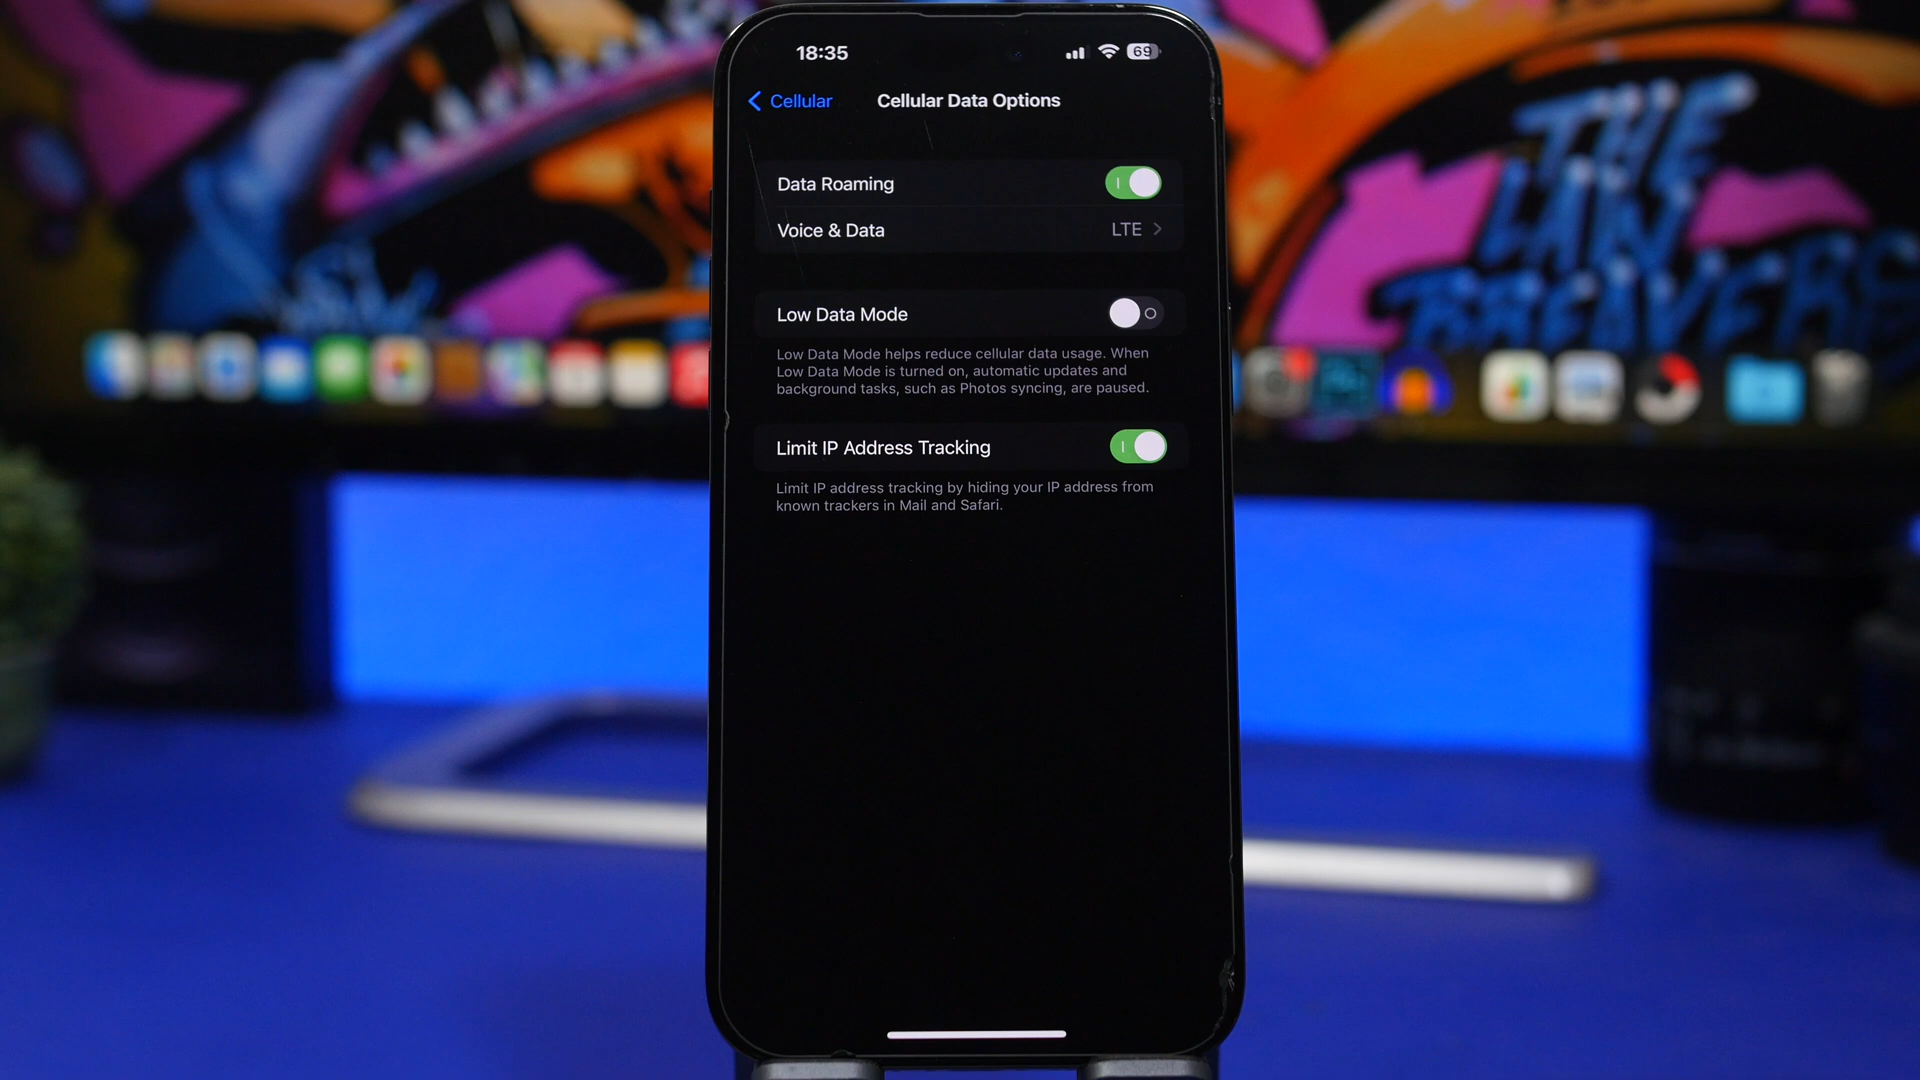 18:35
69
Cellular
Cellular Data Options
Data Roaming
Voice & Data
LTE
Low Data Mode
Low Data Mode helps reduce cellular data usage. When
Low Data Mode is turned on, automatic updates and
background tasks, such as Photos syncing, are paused.
Limit IP Address Tracking
Limit IP address tracking by hiding your IP address from
known trackers in Mail and Safari.
THE
LAW
BREAVERS